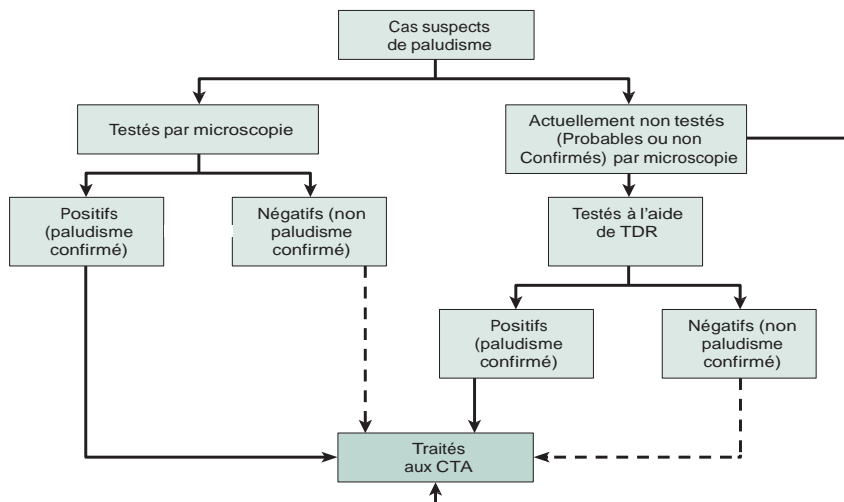 Cas suspects
de paludisme
Testés par microscopie
Actuellement non testés
(Probables ou non
Confirmés) par microscopie
Positifs
(paludisme
confirmé)
Négatifs (non
paludisme
confirmé)
Testés à l'aide
de TDR
Positifs
(paludisme
confirmé)
Négatifs (non
paludisme
confirmé)
Traités
aux CTA